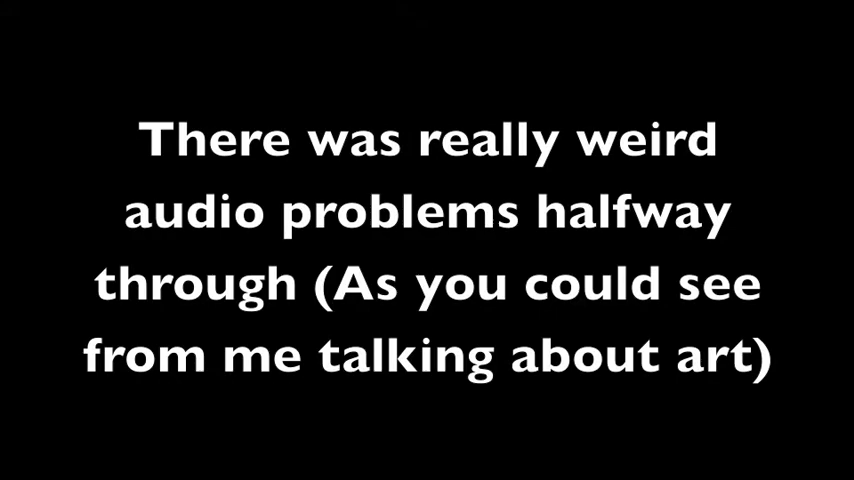 There was really weird
audio problems halfway
through (As you could see
from me talking about art)